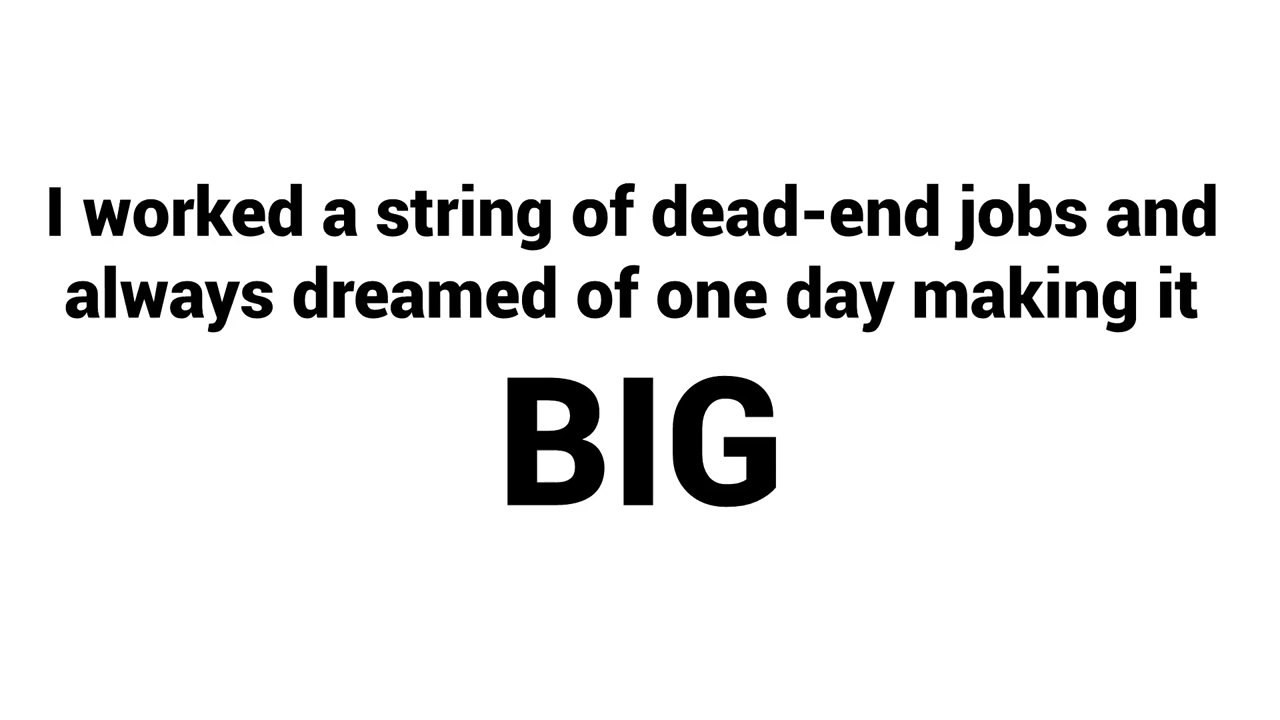 I worked a string of dead-end jobs and
always dreamed of one day making it
BIG